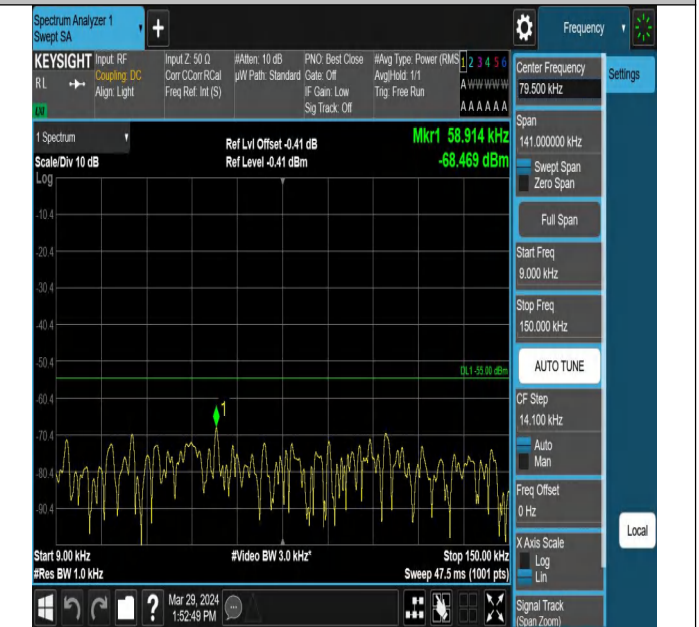 Spectrum Analyzer 1
Swept SA
+
Frequency
KEYSIGHT
RL
Input: RF
Coupling: DC
Align: Light
Input Z: 50 Ω
Corr CCorr RCal
Freq Ref: Int (S)
#Atten: 10 dB
µW Path: Standard
PNO: Best Close
Gate: Off
IF Gain: Low
Sig Track: Off
#Avg Type: Power (RMS
Avg|Hold: 1/1
Trig: Free Run
1 2 3 4 5 6
A W W W W W
A A A A A A
Center Frequency
79.500 kHz
Settings
Span
141.000000 kHz
Swept Span
Zero Span
Full Span
Start Freq
9.000 kHz
Stop Freq
150.000 kHz
AUTO TUNE
CF Step
14.100 kHz
Auto
Man
Freq Offset
0 Hz
X Axis Scale
Log
Lin
Signal Track
(Span Zoom)
Local
1 Spectrum
Scale/Div 10 dB
Log
Ref Lvl Offset -0.41 dB
Ref Level -0.41 dBm
Mkr1 58.914 kHz
-68.469 dBm
-10.4
-20.4
-30.4
-40.4
-50.4
DL1 -55.00 dBm
-60.4
1
-70.4
-80.4
-90.4
Start 9.00 kHz
#Video BW 3.0 kHz*
Stop 150.00 kHz
#Res BW 1.0 kHz
Sweep 47.5 ms (1001 pts)
?
Mar 29, 2024
1:52:49 PM